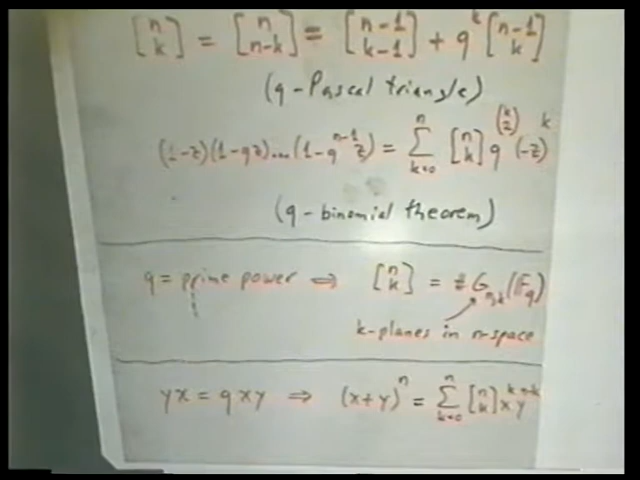 [n k] = [n n-k] = [n-1 k-1] + q^k [n-1 k]
(q-Pascal triangle)
(1-z)(1-qz)...(1-q^{n-1}z) = Σ_{k=0}^{n} [n k] q^{(k 2)} (-z)^k
(q-binomial theorem)
q = prime power ⇒ [n k] = #G_{n,k}(F_q)
k-planes in n-space
yx = qxy ⇒ (x+y)^n = Σ_{k=0}^{n} [n k] x^k y^{n-k}